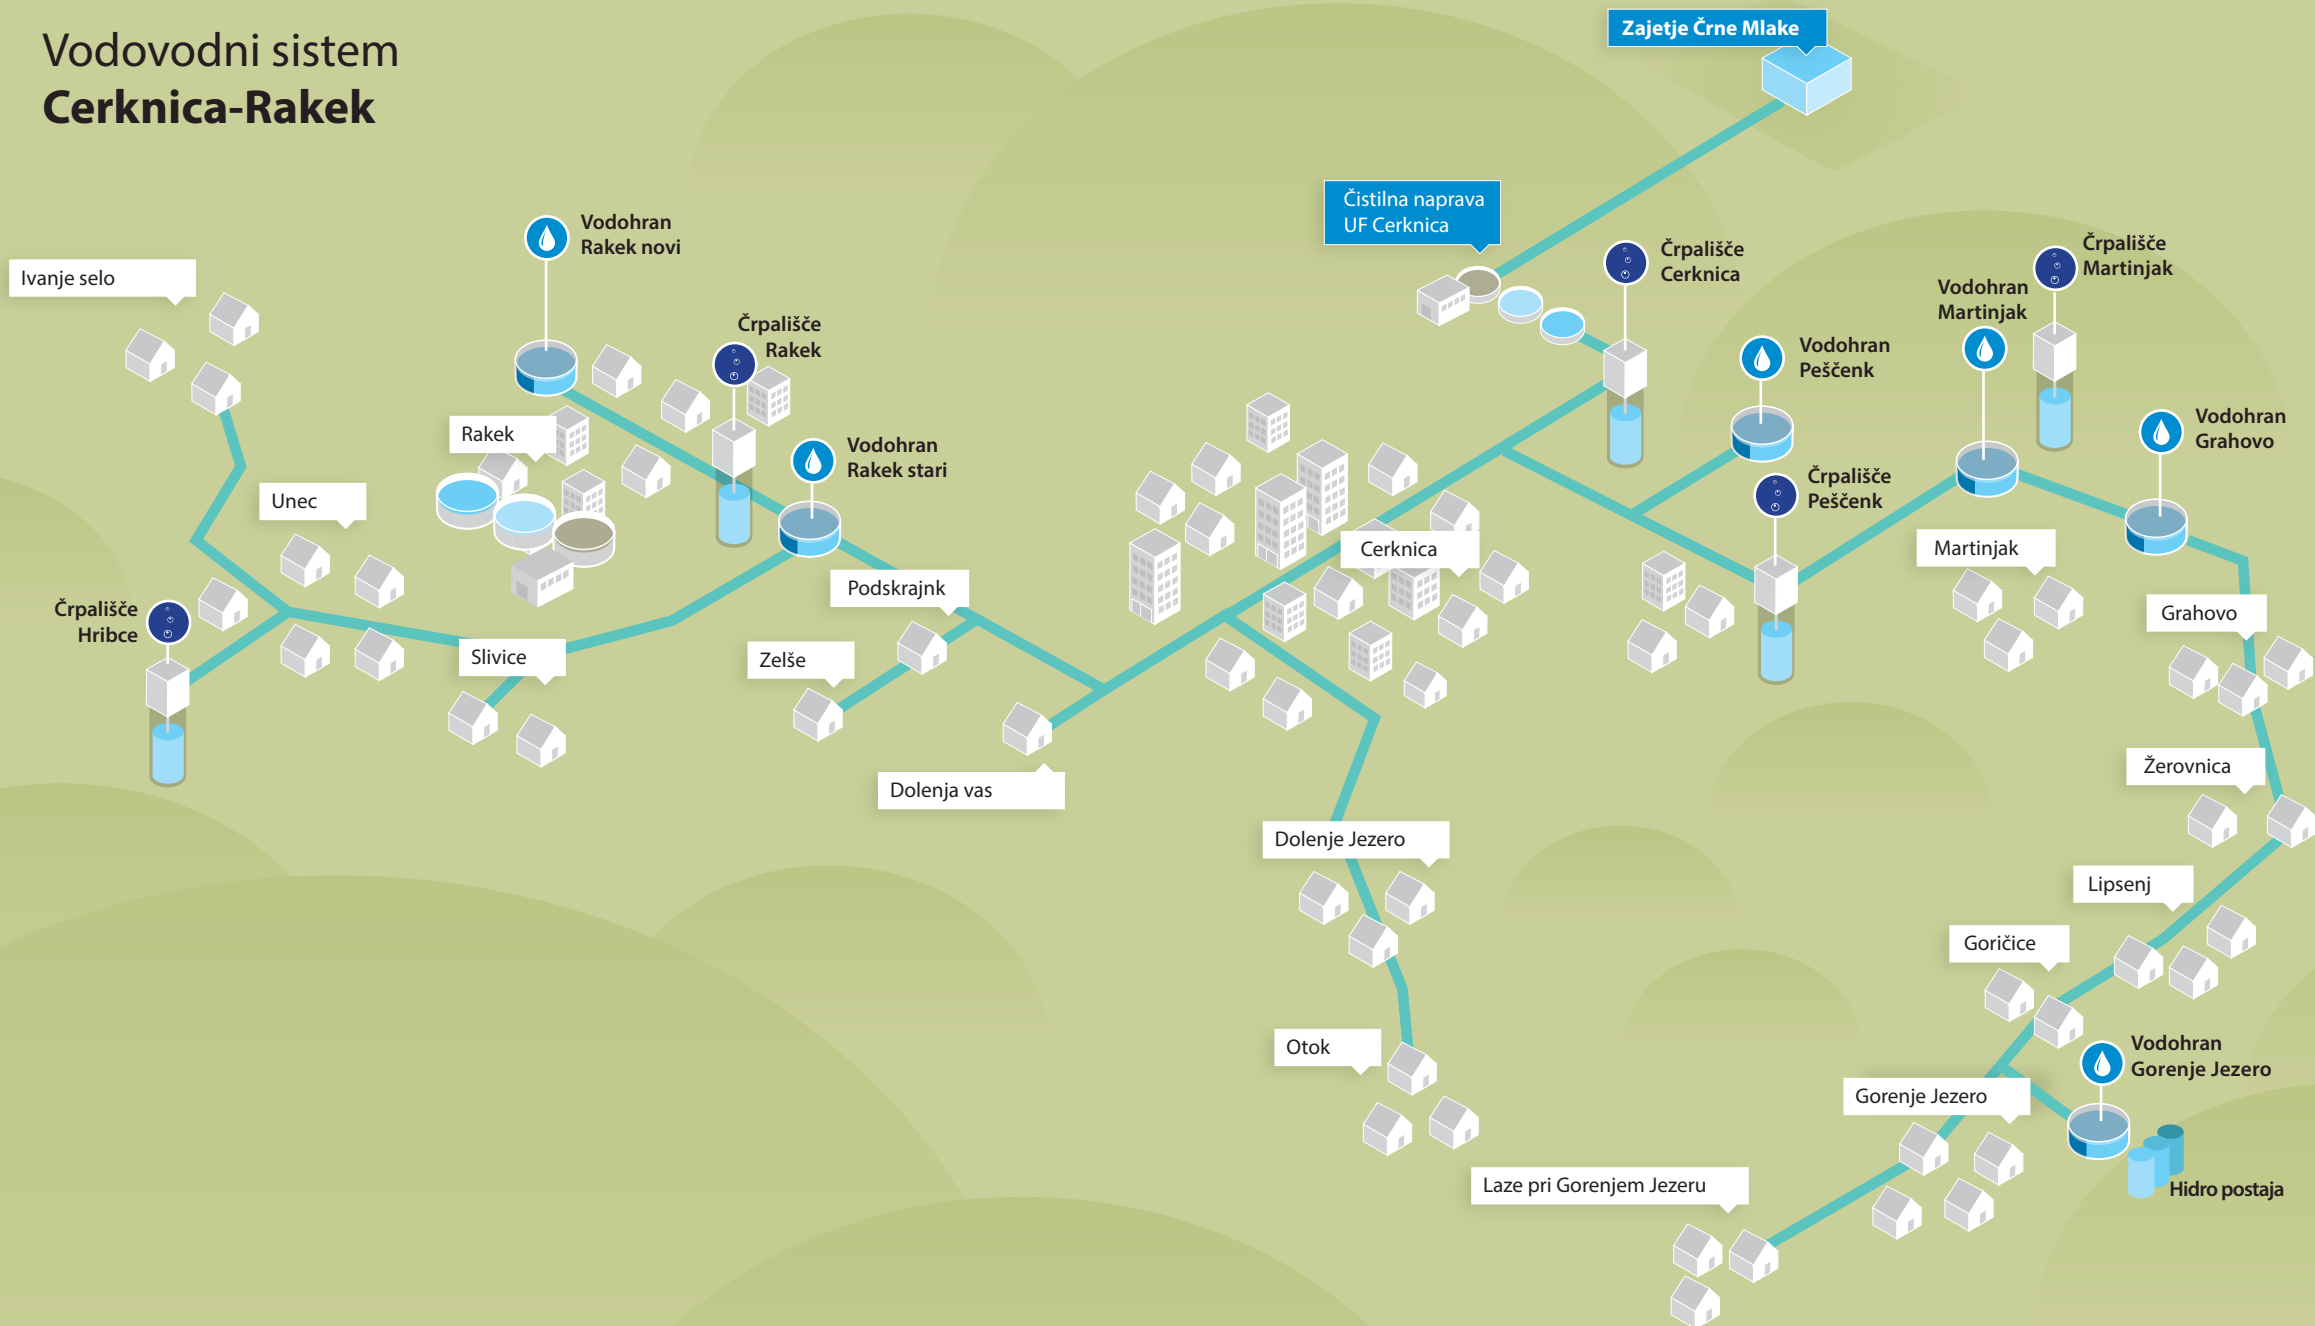 Vodovodni sistem
Cerknica-Rakek
Zajetje Črne Mlake
Čistilna naprava
UF Cerknica
Vodohran
Rakek novi
Ivanje selo
Črpališče
Cerknica
Črpališče
Martinjak
Vodohran
Martinjak
Črpališče
Rakek
Vodohran
Peščenk
Rakek
Vodohran
Rakek stari
Vodohran
Grahovo
Črpališče
Peščenk
Unec
Cerknica
Martinjak
Podskrajnk
Črpališče
Hribce
Grahovo
Slivice
Zelše
Žerovnica
Dolenja vas
Dolenje Jezero
Lipsenj
Goričice
Otok
Vodohran
Gorenje Jezero
Gorenje Jezero
Laze pri Gorenjem Jezeru
Hidro postaja